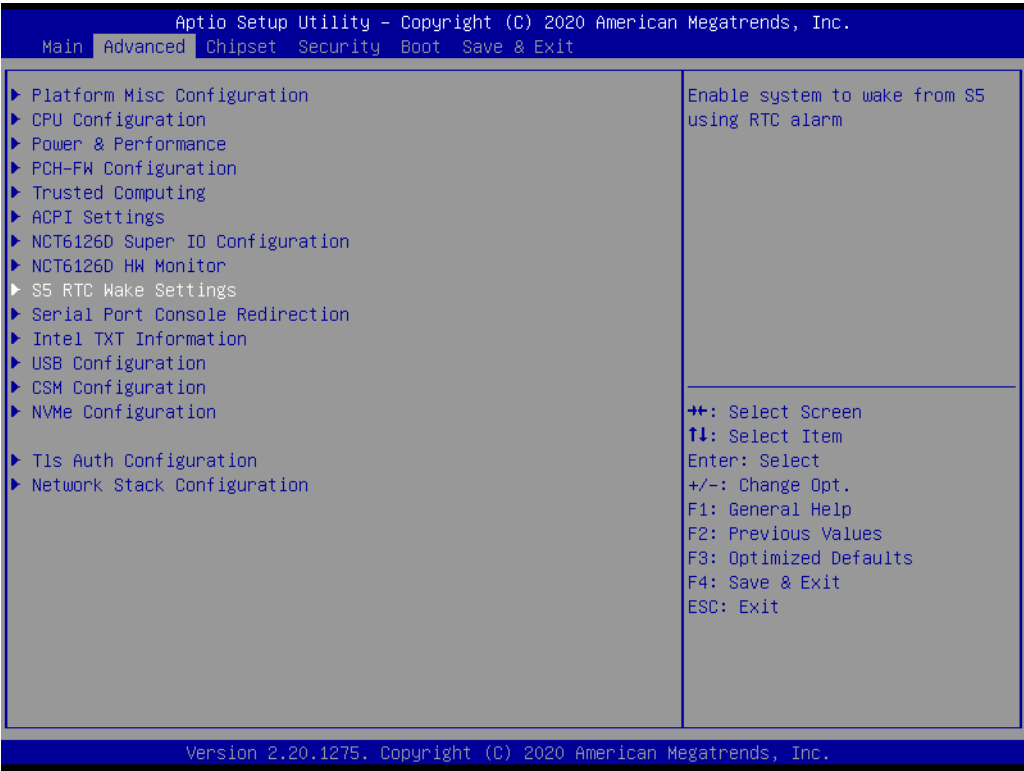 Aptio Setup Utility – Copyright (C) 2020 American Megatrends, Inc.
Main Advanced Chipset Security Boot Save & Exit
▶ Platform Misc Configuration
▶ CPU Configuration
▶ Power & Performance
▶ PCH-FW Configuration
▶ Trusted Computing
▶ ACPI Settings
▶ NCT6126D Super IO Configuration
▶ NCT6126D HW Monitor
▶ S5 RTC Wake Settings
▶ Serial Port Console Redirection
▶ Intel TXT Information
▶ USB Configuration
▶ CSM Configuration
▶ NVMe Configuration
▶ Tls Auth Configuration
▶ Network Stack Configuration
Enable system to wake from S5
using RTC alarm
→←: Select Screen
↑↓: Select Item
Enter: Select
+/-: Change Opt.
F1: General Help
F2: Previous Values
F3: Optimized Defaults
F4: Save & Exit
ESC: Exit
Version 2.20.1275. Copyright (C) 2020 American Megatrends, Inc.